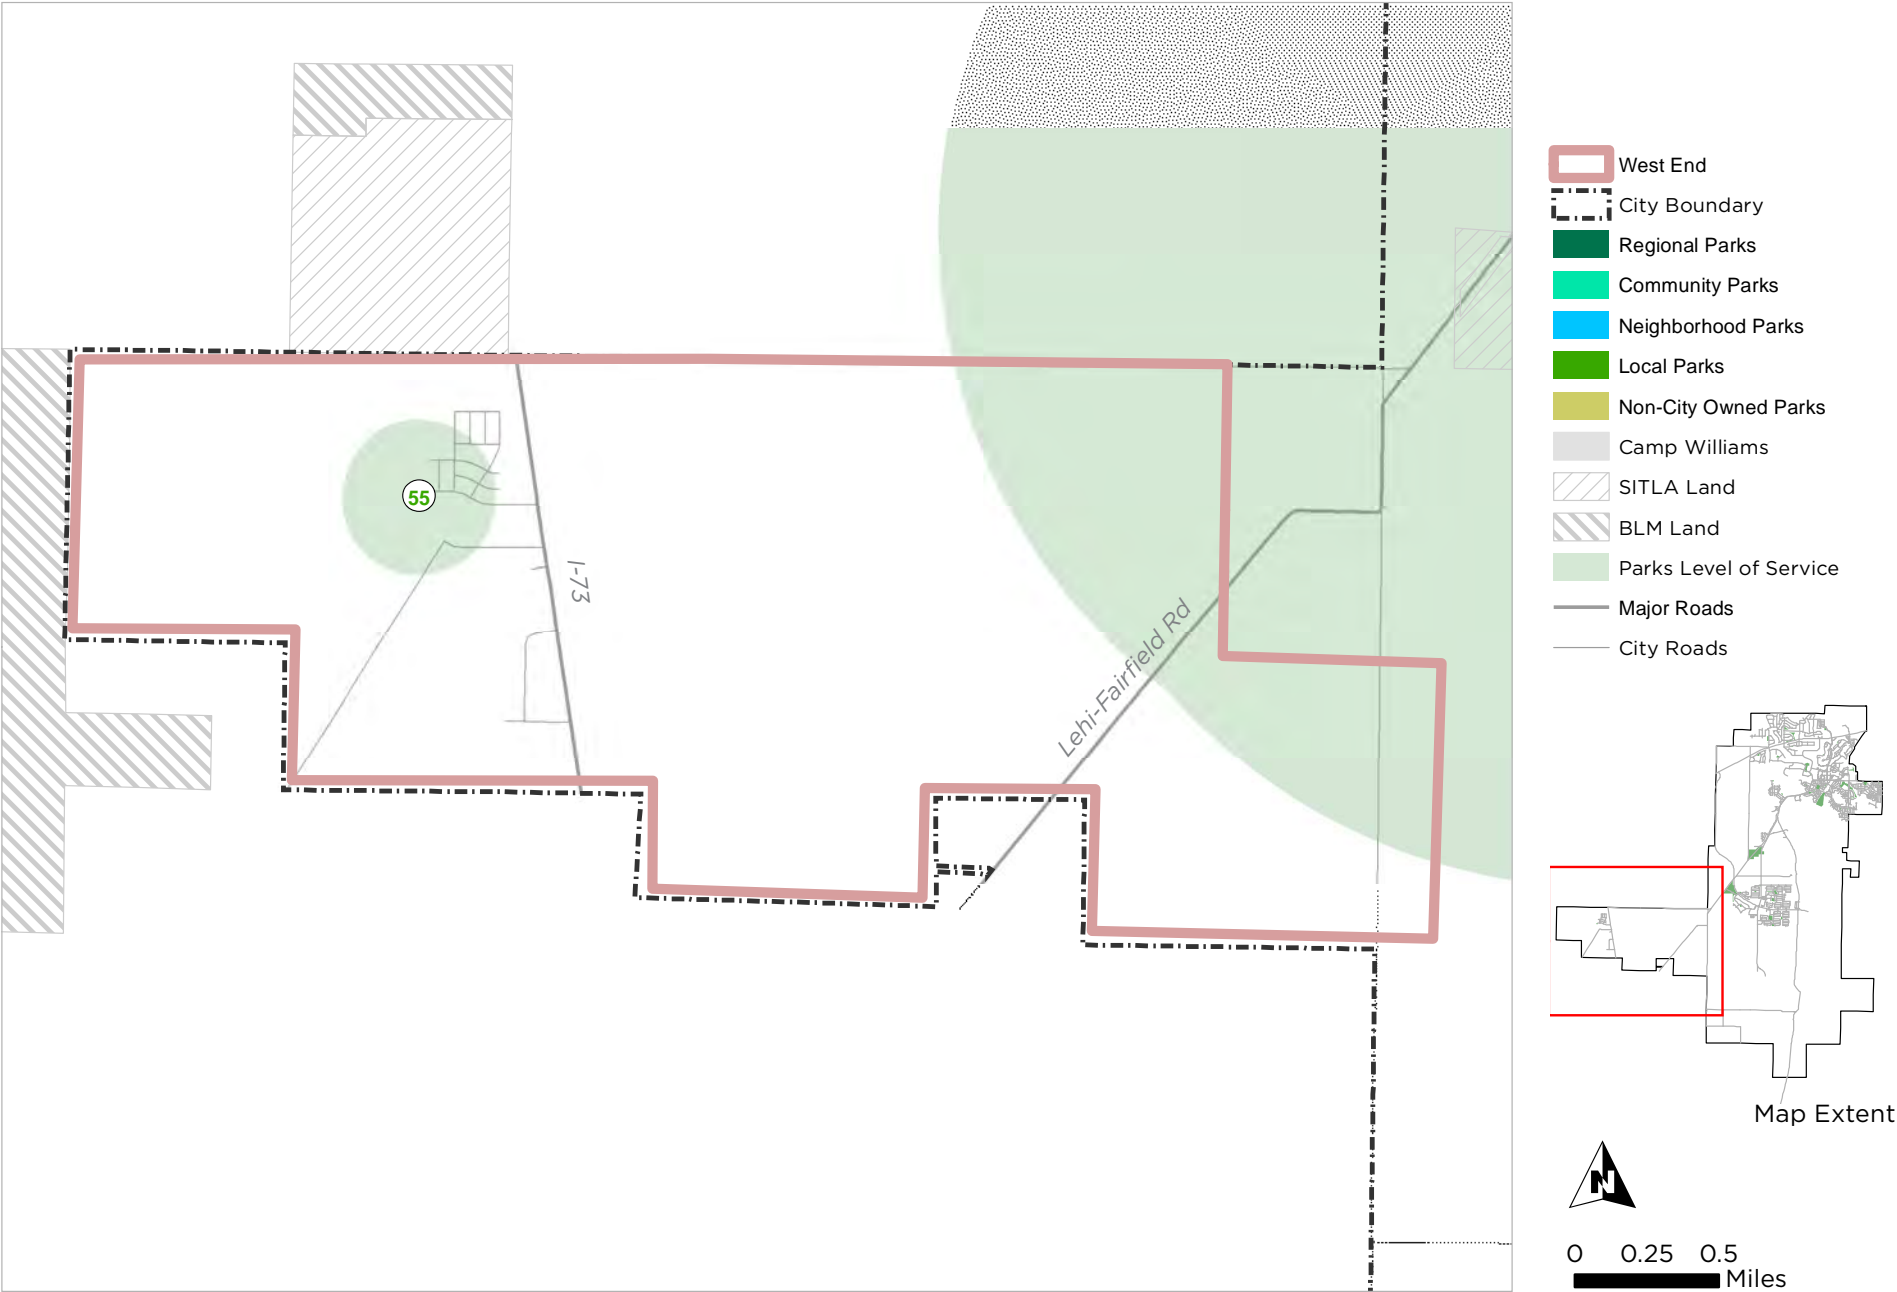 55
I-73
Lehi-Fairfield Rd
West End
City Boundary
Regional Parks
Community Parks
Neighborhood Parks
Local Parks
Non-City Owned Parks
Camp Williams
SITLA Land
BLM Land
Parks Level of Service
Major Roads
City Roads
Map Extent
N
0 0.25 0.5
Miles